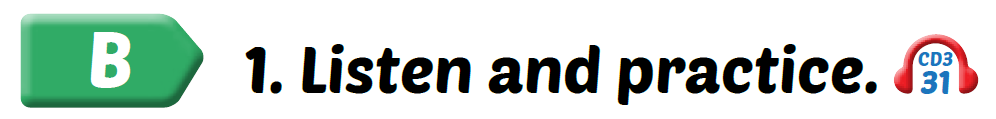 B 1. Listen and practice. CD3
31